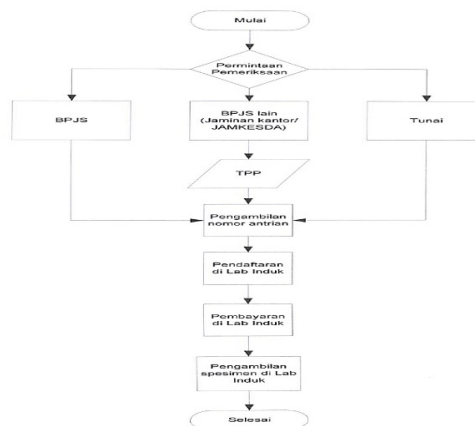 Mulai
Permintaan
Pemeriksaan
BPJS
BPJS lain
(Jaminan kantor/
JAMKESDA)
Tunai
TPP
Pengambilan
nomor antrian
Pendaftaran
di Lab Induk
Pembayaran
di Lab Induk
Pengambilan
spesimen di Lab
Induk
Selesai